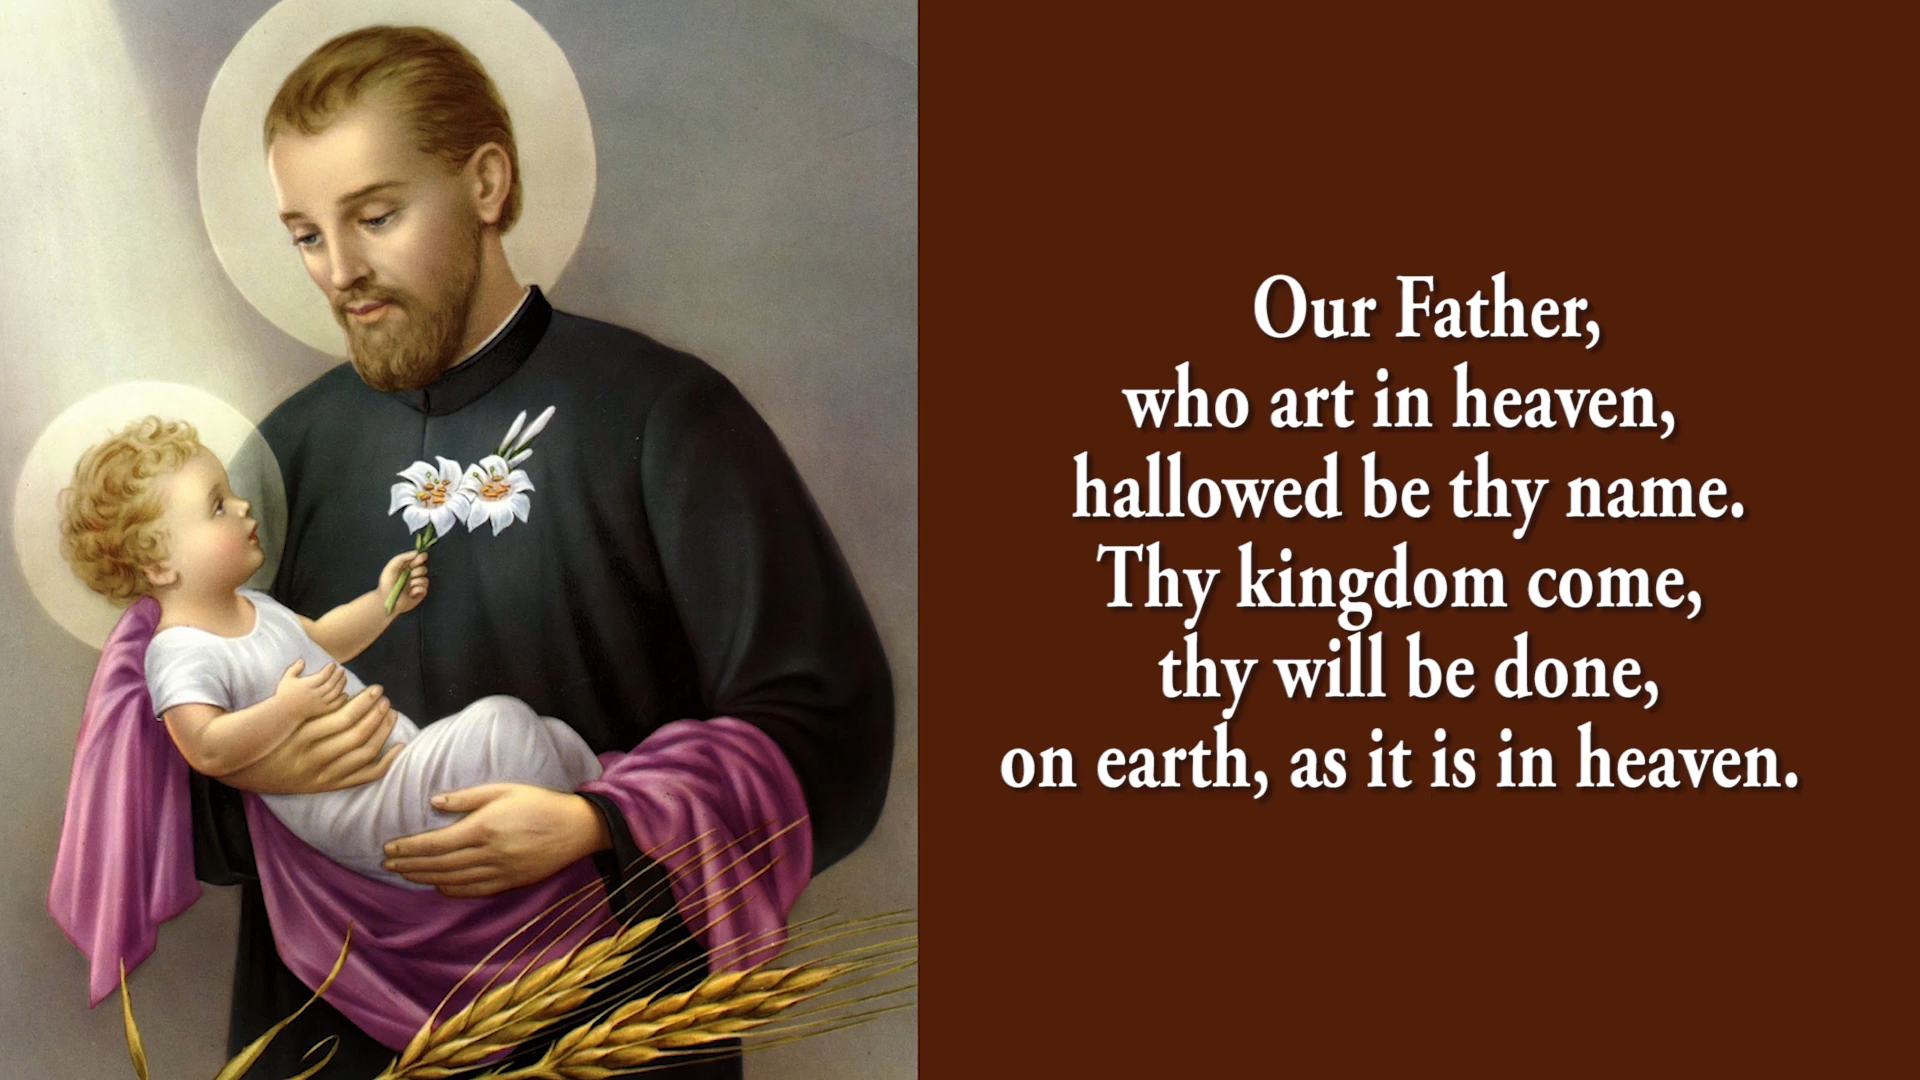 Our Father,
who art in heaven,
hallowed be thy name.
Thy kingdom come,
thy will be done,
on earth, as it is in heaven.